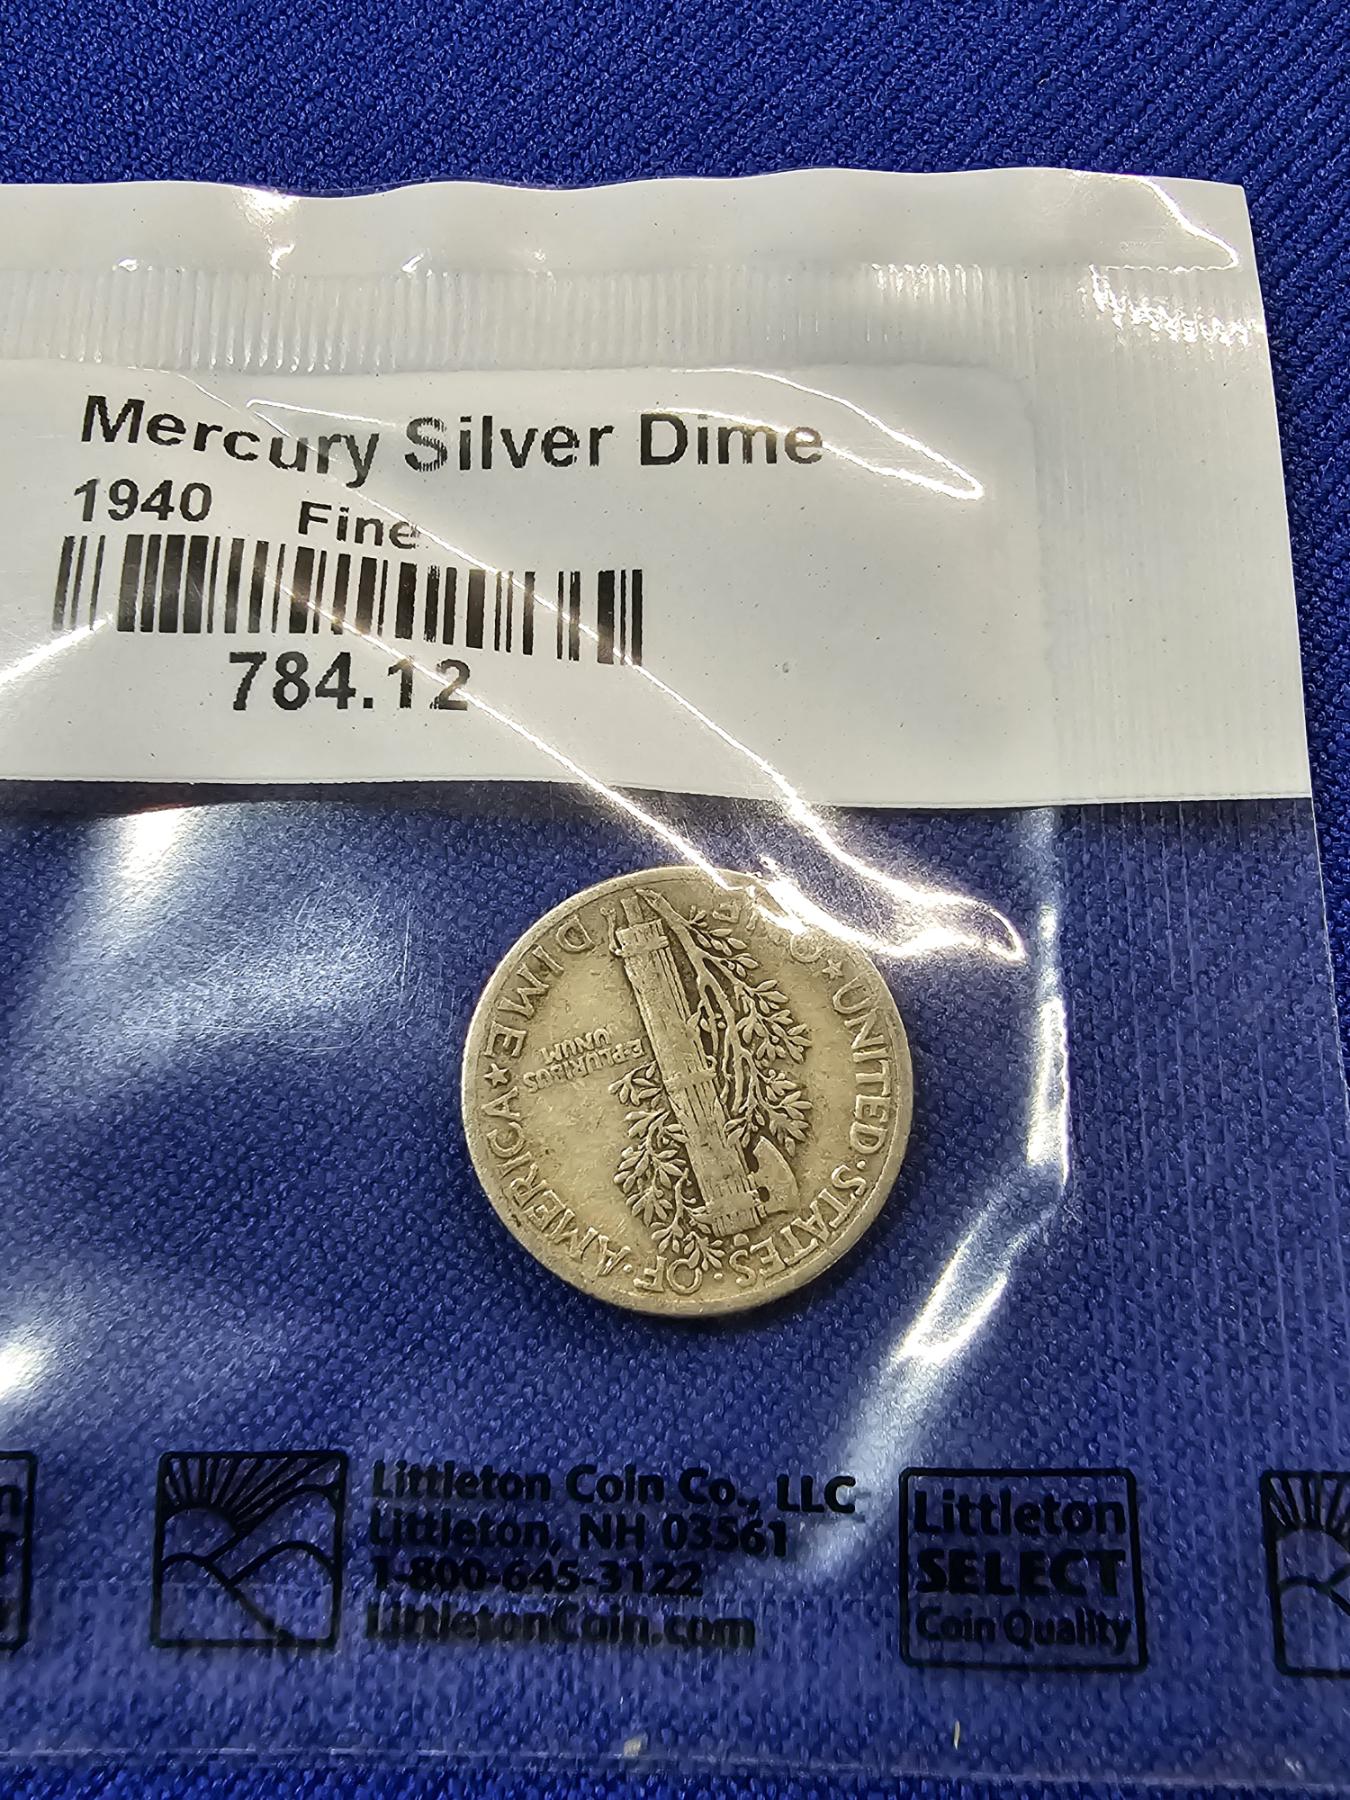 Mercury Silver Dime
1940 Fine
784.12
ONE DIME
UNITED·STATES·OF·AMERICA
E·PLURIBUS
UNUM
Littleton Coin Co., LLC
Littleton, NH 03561
1-800-645-3122
LittletonCoin.com
Littleton
SELECT
Coin Quality